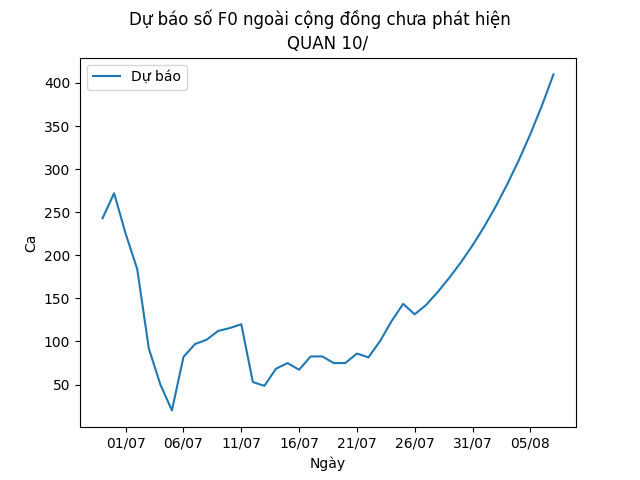 Dự báo số F0 ngoài cộng đồng chưa phát hiện
QUAN 10/
Dự báo
400
350
300
250
200
150
100
50
Ca
01/07 06/07 11/07 16/07 21/07 26/07 31/07 05/08
Ngày